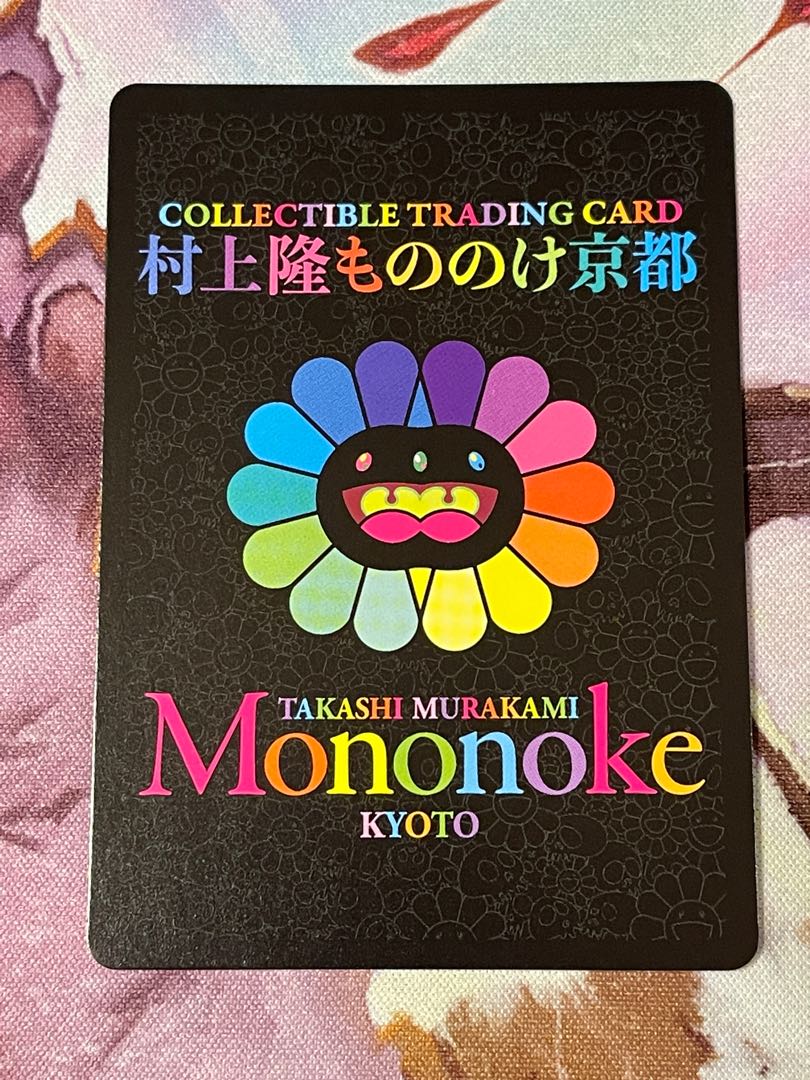 COLLECTIBLE TRADING CARD
村上隆もののけ京都
TAKASHI MURAKAMI
Mononoke
KYOTO